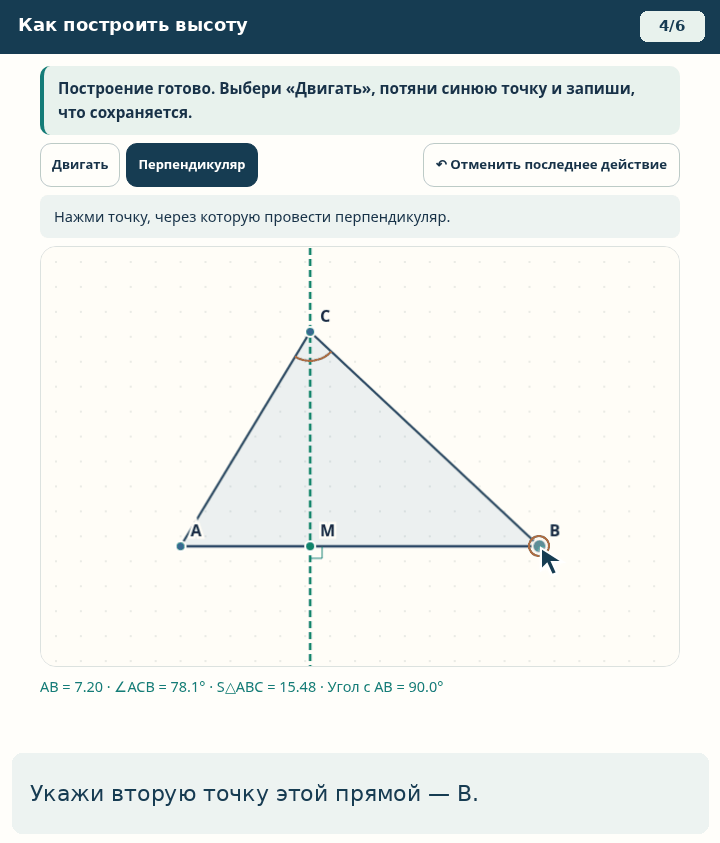 Как построить высоту
4/6
Построение готово. Выбери «Двигать», потяни синюю точку и запиши,
что сохраняется.
Двигать
Перпендикуляр
↶ Отменить последнее действие
Нажми точку, через которую провести перпендикуляр.
C
A
M
B
AB = 7.20 · ∠ACB = 78.1° · S△ABC = 15.48 · Угол с AB = 90.0°
Укажи вторую точку этой прямой — B.